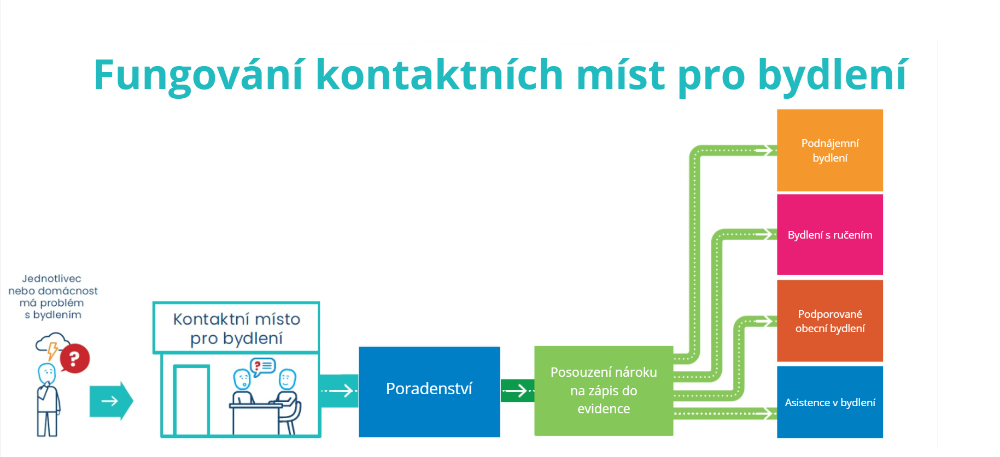 Fungování kontaktních míst pro bydlení
Jednotlivec
nebo domácnost
má problém
s bydlením
?
Kontaktní místo
pro bydlení
?
Poradenství
Posouzení nároku
na zápis do
evidence
Podnájemní
bydlení
Bydlení s ručením
Podporované
obecní bydlení
Asistence v bydlení